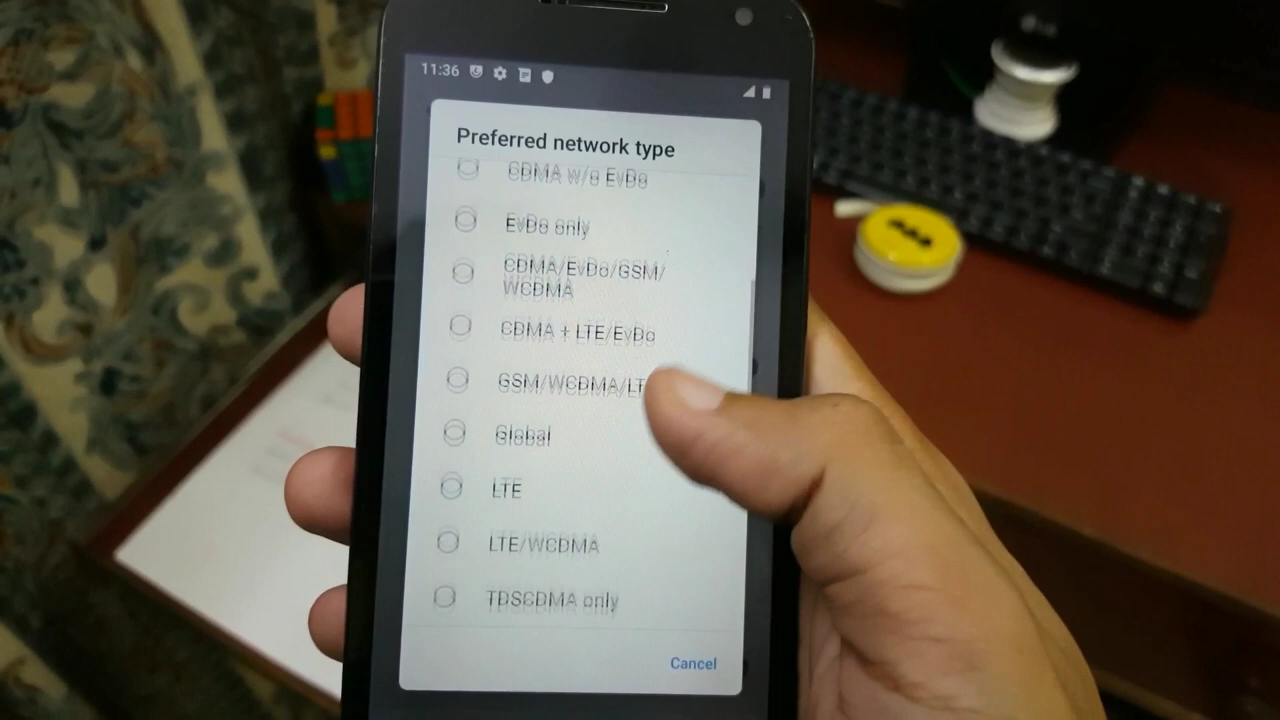 11:36
Preferred network type
CDMA w/o EvDo
EvDo only
CDMA/EvDo/GSM/
WCDMA
CDMA + LTE/EvDo
GSM/WCDMA/LT
Global
LTE
LTE/WCDMA
TDSCDMA only
Cancel